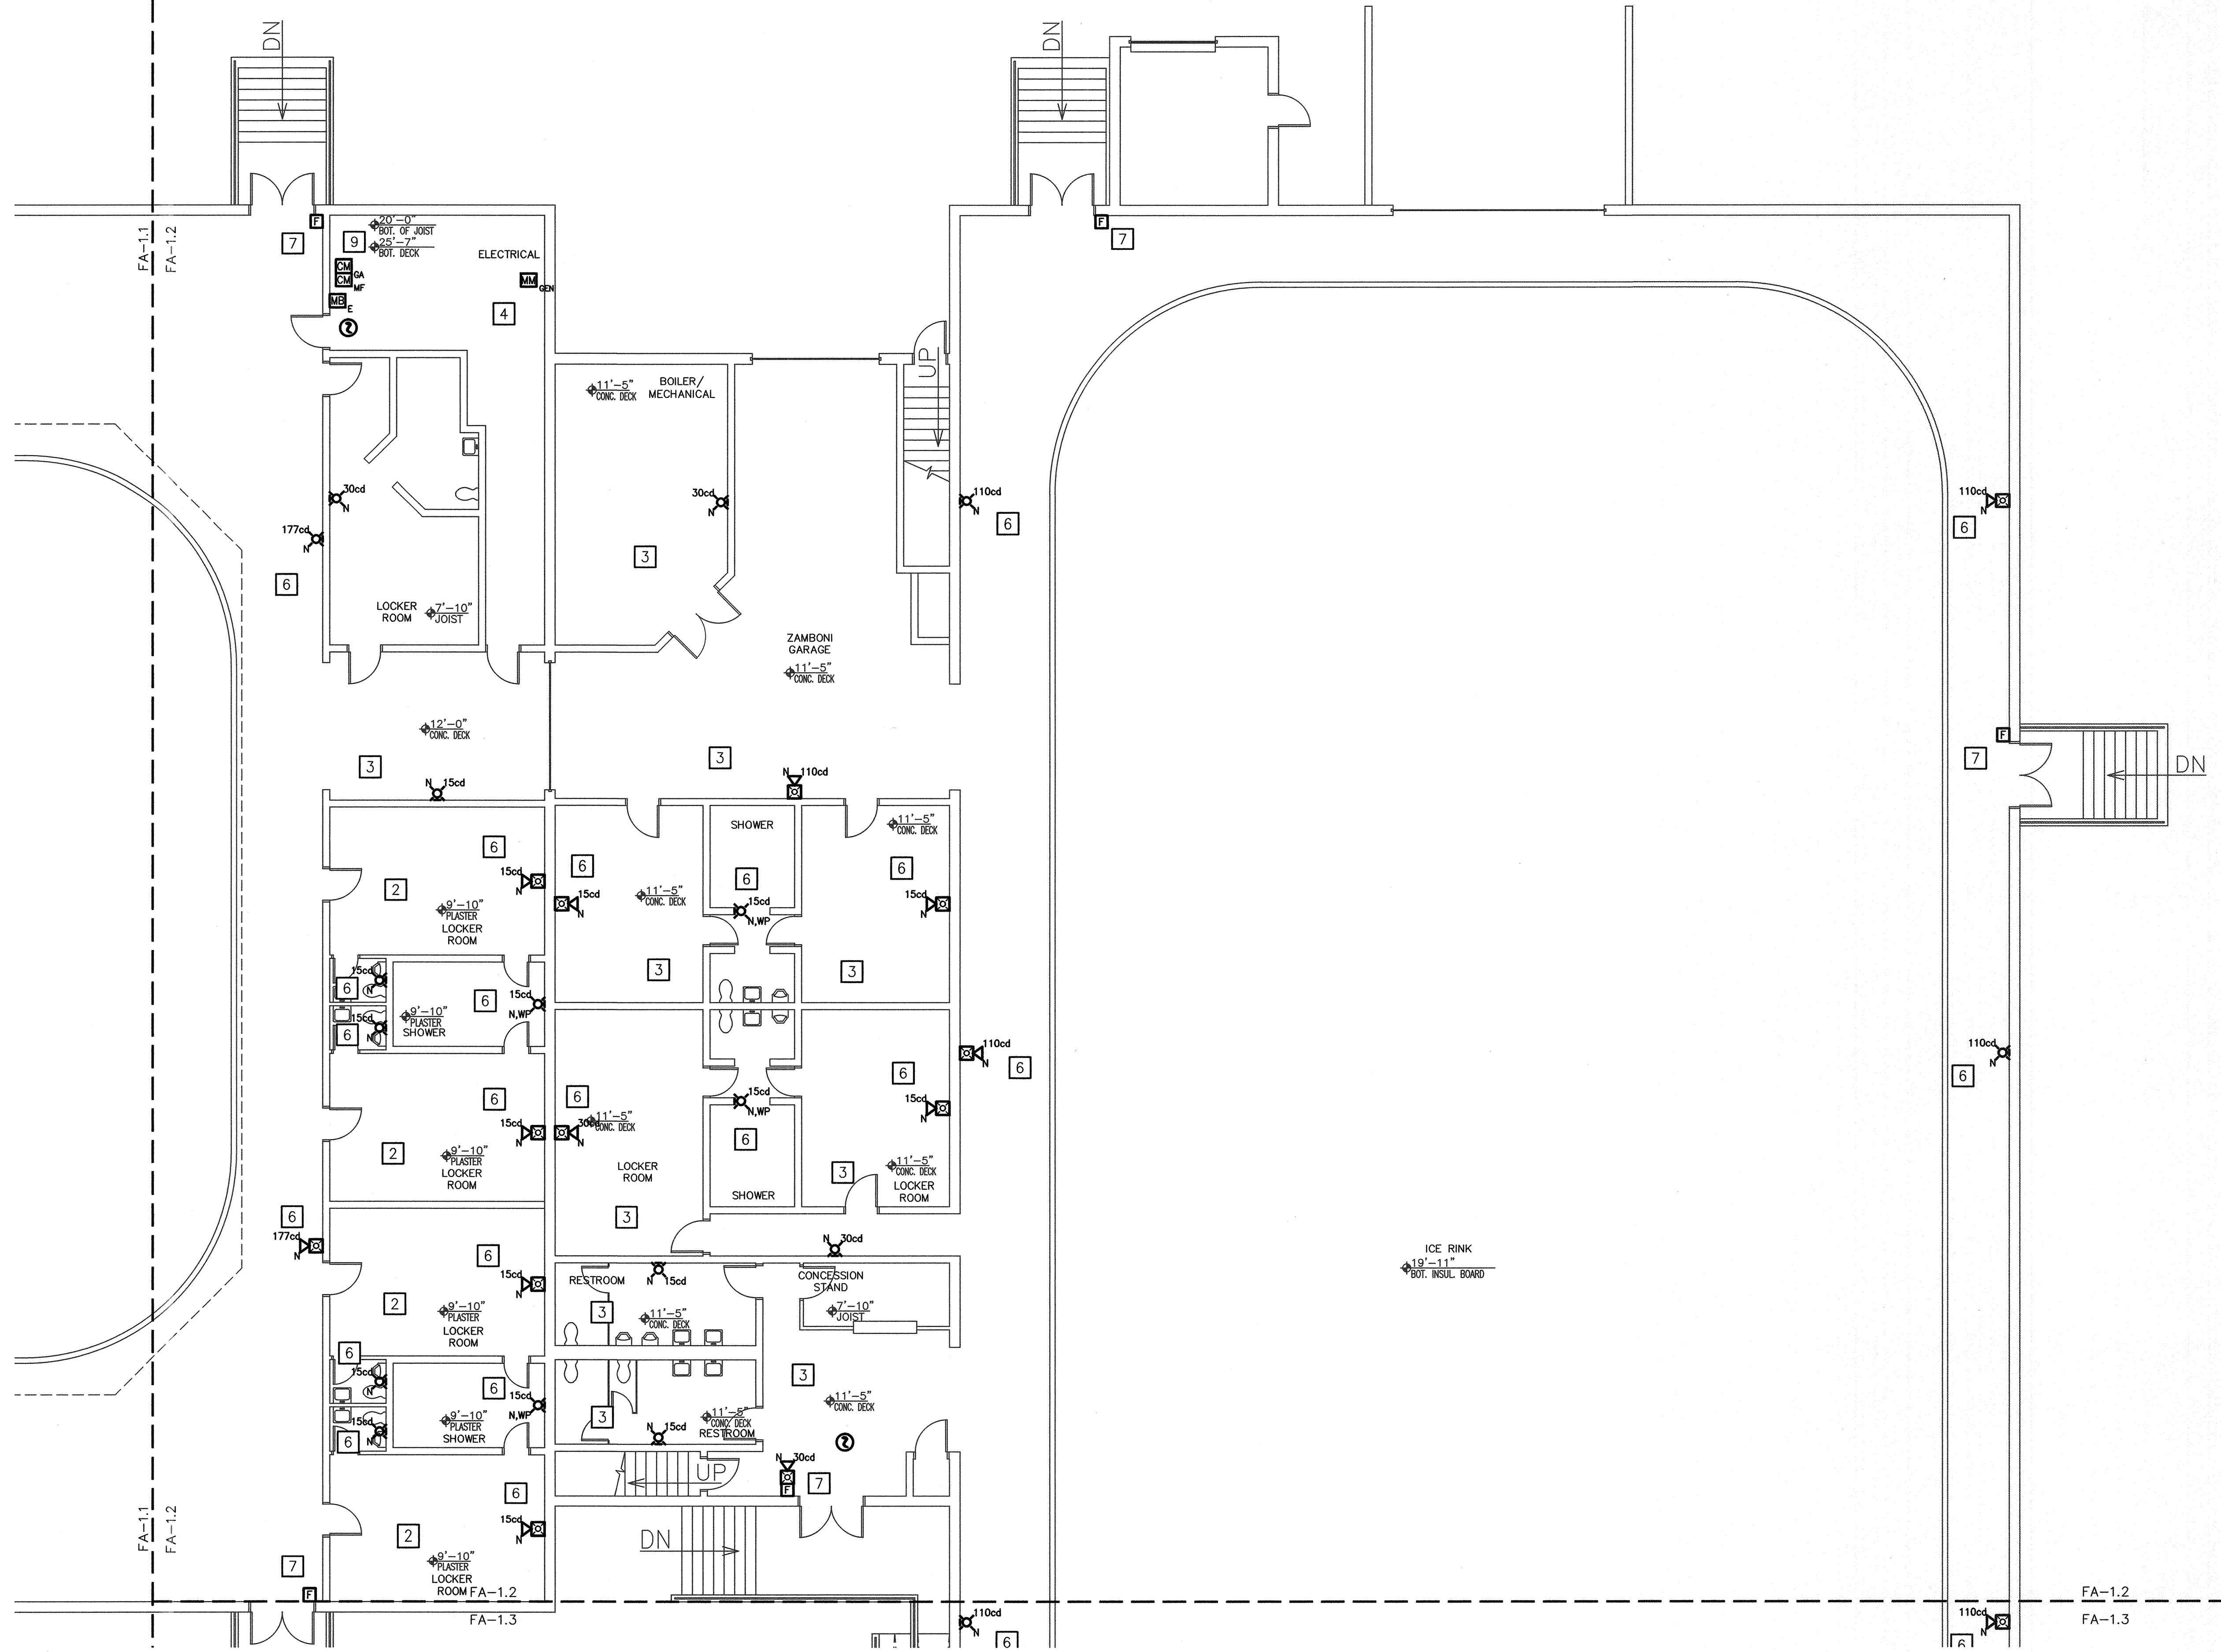 DN
DN
FA-1.1
FA-1.2
F
7
9
20'-0"
BOT. OF JOIST
25'-7"
BOT. DECK
ELECTRICAL
CM
GA
CM
MF
MB
E
MM
GEN
4
F
7
UP
11'-5"
CONC. DECK
BOILER/
MECHANICAL
30cd
N
177cd
N
6
30cd
N
3
110cd
N
6
110cd
N
6
LOCKER
ROOM
7'-10"
JOIST
ZAMBONI
GARAGE
11'-5"
CONC. DECK
12'-0"
CONC. DECK
3
3
N
15cd
N
110cd
F
7
DN
SHOWER
11'-5"
CONC. DECK
6
6
6
6
2
15cd
N
15cd
N
11'-5"
CONC. DECK
15cd
N,WP
15cd
N
9'-10"
PLASTER
LOCKER
ROOM
15cd
N
6
6
15cd
N,WP
3
3
9'-10"
PLASTER
SHOWER
15cd
N
6
110cd
N
6
110cd
N
6
6
6
6
15cd
N
30cd
N
11'-5"
CONC. DECK
15cd
N,WP
15cd
N
2
9'-10"
PLASTER
LOCKER
ROOM
6
LOCKER
ROOM
3
11'-5"
CONC. DECK
LOCKER
ROOM
SHOWER
6
177cd
N
3
N
30cd
ICE RINK
19'-11"
BOT. INSUL. BOARD
6
15cd
N
2
9'-10"
PLASTER
LOCKER
ROOM
RESTROOM
N
15cd
3
11'-5"
CONC. DECK
CONCESSION
STAND
7'-10"
JOIST
6
15cd
N
6
15cd
N,WP
3
11'-5"
CONC. DECK
15cd
N
6
9'-10"
PLASTER
SHOWER
3
N
15cd
11'-5"
CONC. DECK
RESTROOM
N
30cd
F
7
UP
6
15cd
N
2
9'-10"
PLASTER
LOCKER
ROOM
FA-1.1
FA-1.2
DN
7
F
FA-1.2
FA-1.3
110cd
N
6
110cd
N
6
FA-1.2
FA-1.3